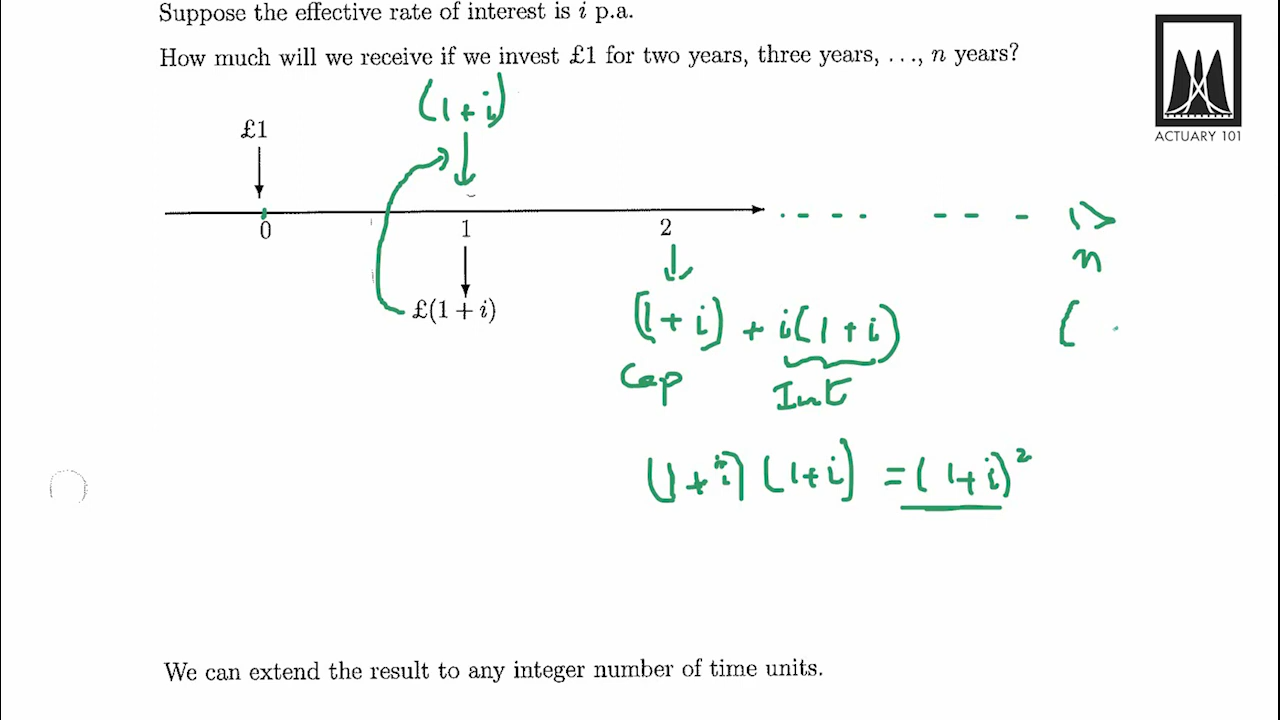 Suppose the effective rate of interest is i p.a.
How much will we receive if we invest £1 for two years, three years, ..., n years?
ACTUARY 101
(1+i)
£1
0
1
2
n
£(1 + i)
(1+i) + i(1+i)
(
Cap
Int
(1+i) (1+i) = (1+i)²
We can extend the result to any integer number of time units.